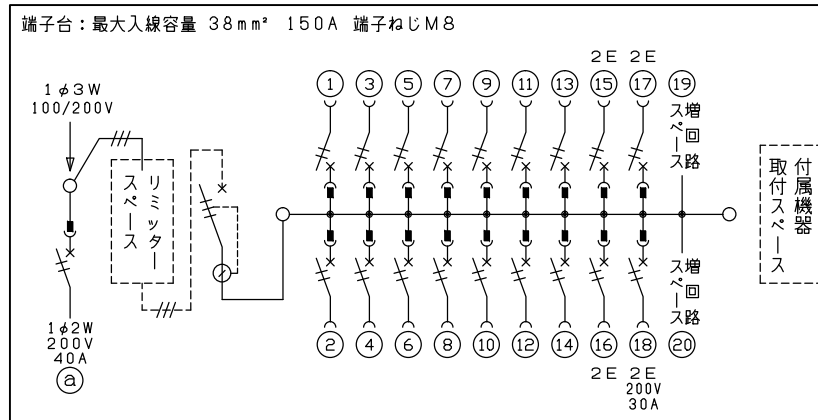 端子台：最大入線容量 38mm² 150A 端子ねじM8
1φ3W
100/200V
リミッター
スペース
1φ2W
200V
40A
a
2E 2E
1 3 5 7 9 11 13 15 17 19
増回路
スペース
増回路
スペース
2 4 6 8 10 12 14 16 18 20
2E 2E
200V
30A
付属機器
取付スペース